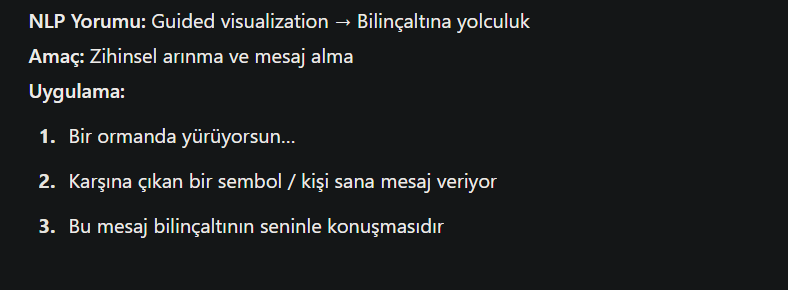 NLP Yorumu: Guided visualization → Bilinçaltına yolculuk
Amaç: Zihinsel arınma ve mesaj alma
Uygulama:
1. Bir ormanda yürüyorsun...
2. Karşına çıkan bir sembol / kişi sana mesaj veriyor
3. Bu mesaj bilinçaltının seninle konuşmasıdır